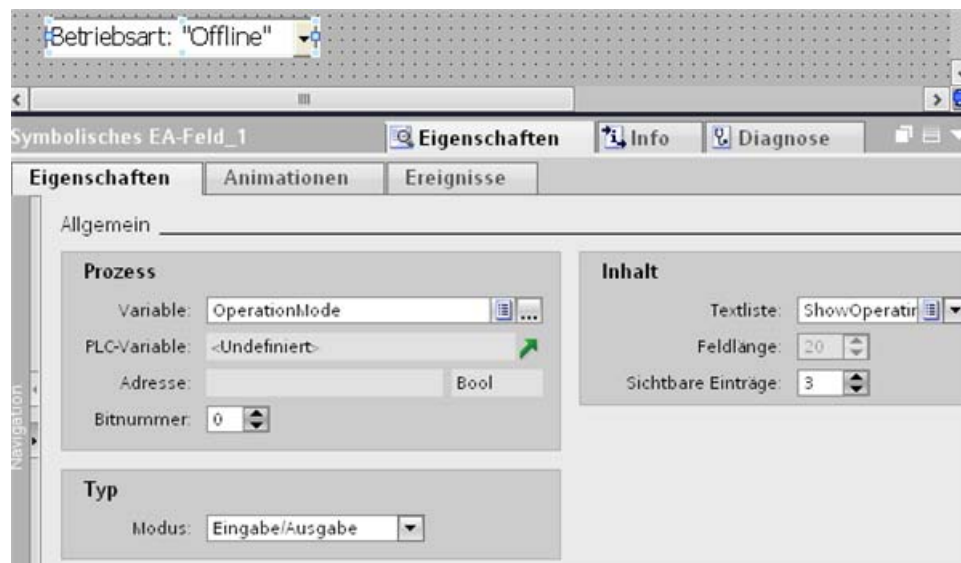 Betriebsart: "Offline"
Symbolisches EA-Feld_1
Eigenschaften
Info
Diagnose
Eigenschaften
Animationen
Ereignisse
Allgemein
Prozess
Variable: OperationMode
...
PLC-Variable: <Undefiniert>
Adresse:
Bool
Bitnummer: 0
Inhalt
Textliste: ShowOperatir
Feldlänge: 20
Sichtbare Einträge: 3
Typ
Modus: Eingabe/Ausgabe
Navigation